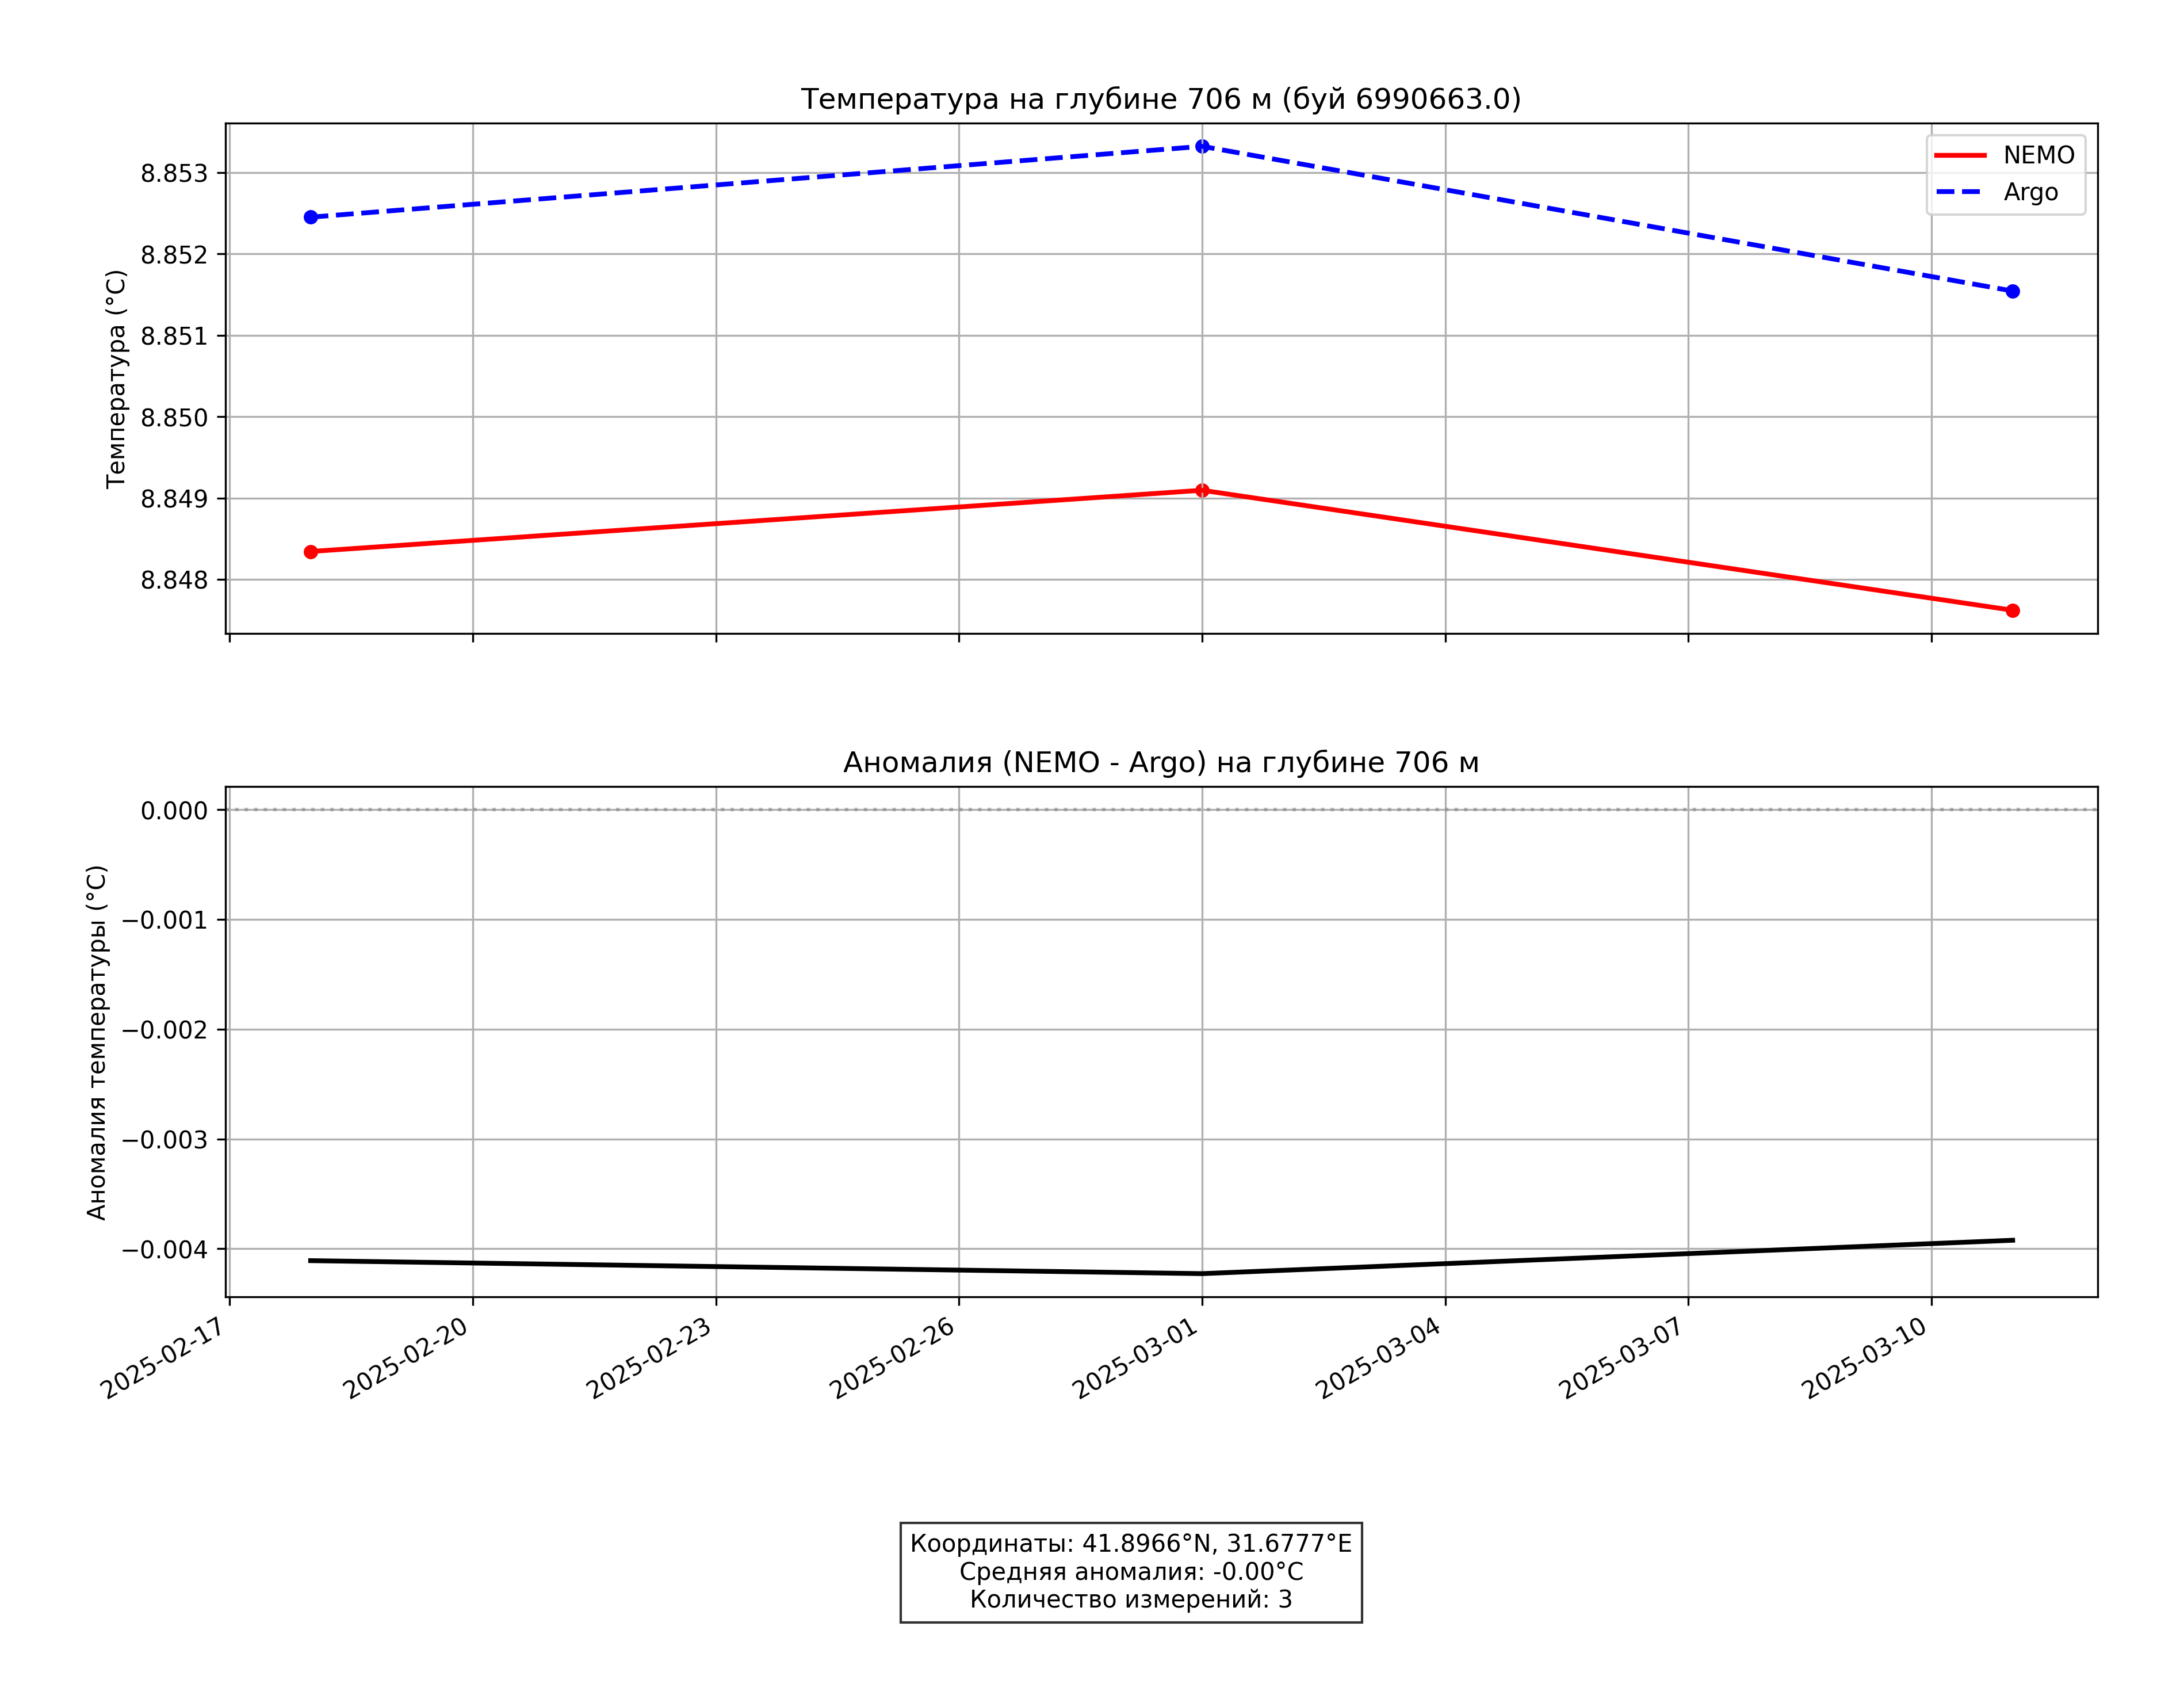 Температура на глубине 706 м (буй 6990663.0)
8.853
8.852
8.851
8.850
8.849
8.848
Температура (°C)
NEMO
Argo
Аномалия (NEMO - Argo) на глубине 706 м
0.000
−0.001
−0.002
−0.003
−0.004
Аномалия температуры (°C)
2025-02-17
2025-02-20
2025-02-23
2025-02-26
2025-03-01
2025-03-04
2025-03-07
2025-03-10
Координаты: 41.8966°N, 31.6777°E
Средняя аномалия: -0.00°C
Количество измерений: 3